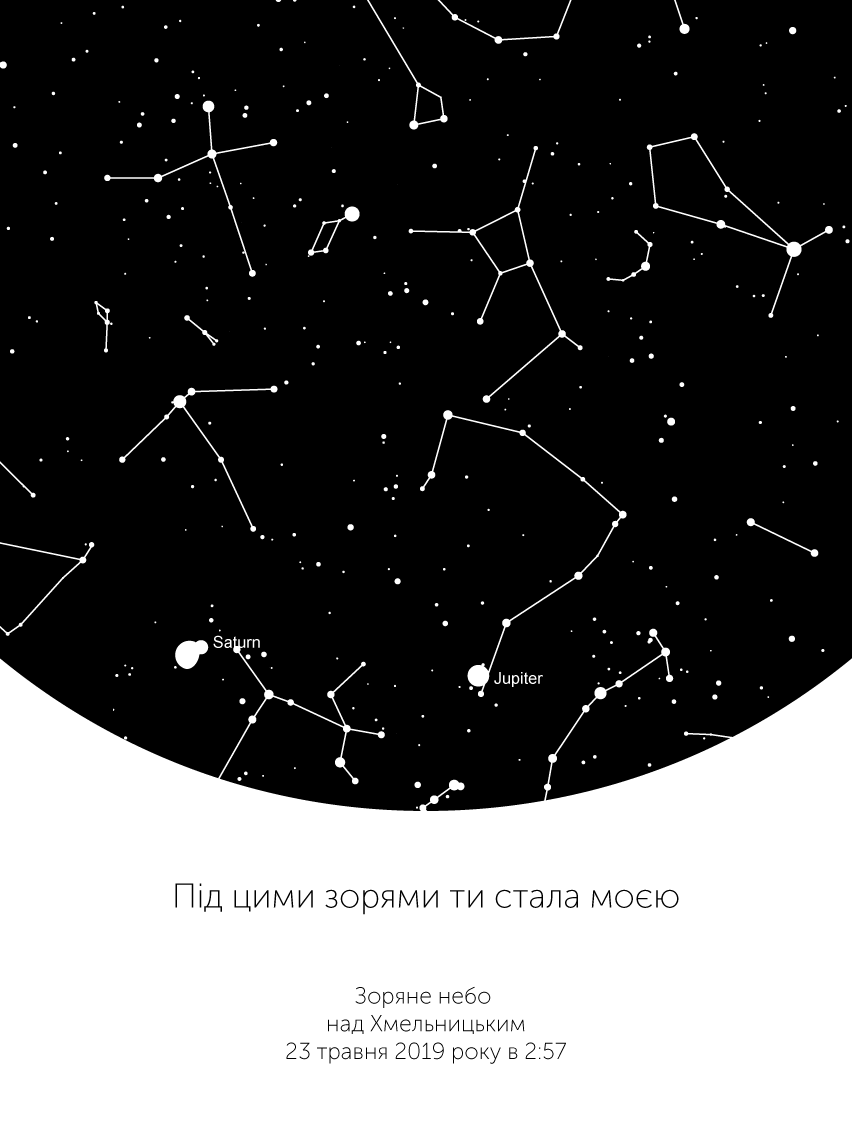 Saturn
Jupiter
Під цими зорями ти стала моєю
Зоряне небо
над Хмельницьким
23 травня 2019 року в 2:57